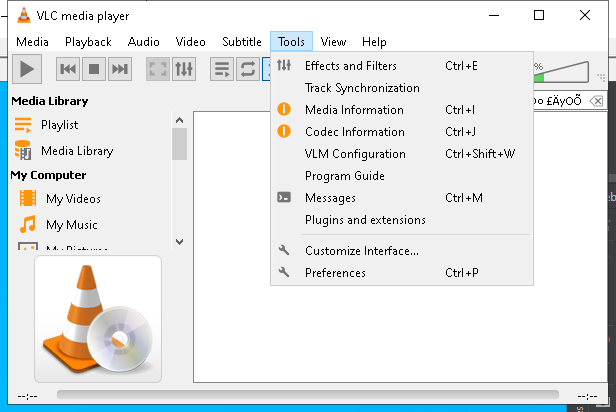 VLC media player
Media Playback Audio Video Subtitle Tools View Help
%
Media Library
Playlist
Media Library
My Computer
My Videos
My Music
My Pictures
Effects and Filters Ctrl+E
Track Synchronization
Media Information Ctrl+I
Codec Information Ctrl+J
VLM Configuration Ctrl+Shift+W
Program Guide
Messages Ctrl+M
Plugins and extensions
Customize Interface...
Preferences Ctrl+P
--:-- --:--